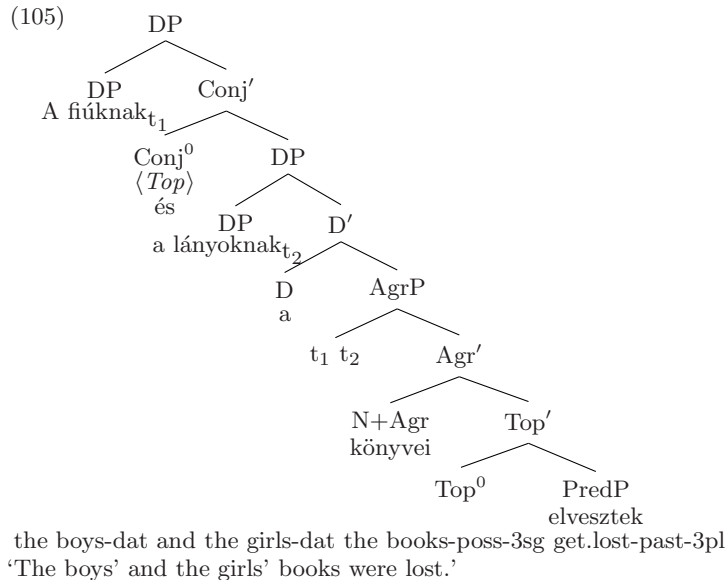 (105)
DP
DP Conj′
A fiúknak t₁
Conj⁰ DP
⟨Top⟩
és
DP D′
a lányoknak t₂
D AgrP
a
t₁ t₂ Agr′
N+Agr Top′
könyvei
Top⁰ PredP
elvesztek
the boys-dat and the girls-dat the books-poss-3sg get.lost-past-3pl
‘The boys’ and the girls’ books were lost.’